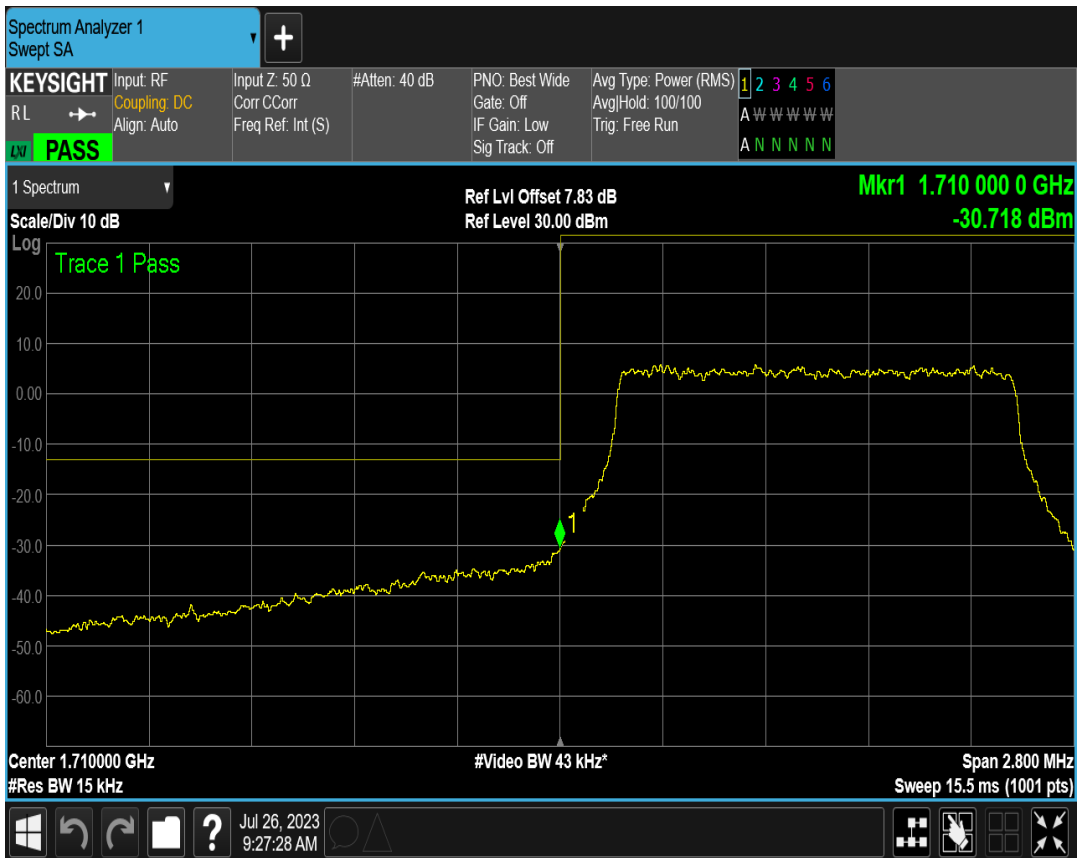 Spectrum Analyzer 1
Swept SA
+
KEYSIGHT
RL
LXI PASS
Input: RF
Coupling: DC
Align: Auto
Input Z: 50 Ω
Corr CCorr
Freq Ref: Int (S)
#Atten: 40 dB
PNO: Best Wide
Gate: Off
IF Gain: Low
Sig Track: Off
Avg Type: Power (RMS)
Avg|Hold: 100/100
Trig: Free Run
1 2 3 4 5 6
A W W W W W
A N N N N N
1 Spectrum
Scale/Div 10 dB
Ref Lvl Offset 7.83 dB
Ref Level 30.00 dBm
Mkr1 1.710 000 0 GHz
-30.718 dBm
Log
Trace 1 Pass
20.0
10.0
0.00
-10.0
-20.0
1
-30.0
-40.0
-50.0
-60.0
Center 1.710000 GHz
#Res BW 15 kHz
#Video BW 43 kHz*
Span 2.800 MHz
Sweep 15.5 ms (1001 pts)
?
Jul 26, 2023
9:27:28 AM